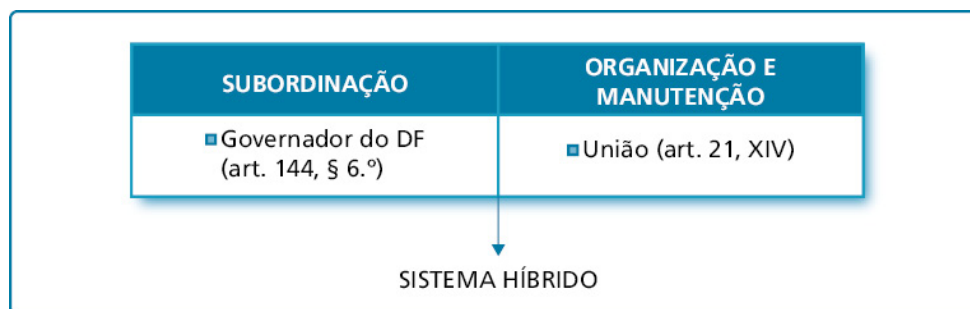 SUBORDINAÇÃO
ORGANIZAÇÃO E
MANUTENÇÃO
Governador do DF
(art. 144, § 6.º)
União (art. 21, XIV)
SISTEMA HÍBRIDO